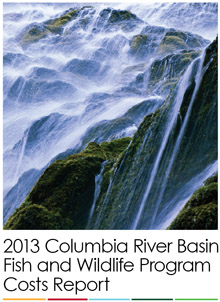 2013 Columbia River Basin
Fish and Wildlife Program
Costs Report